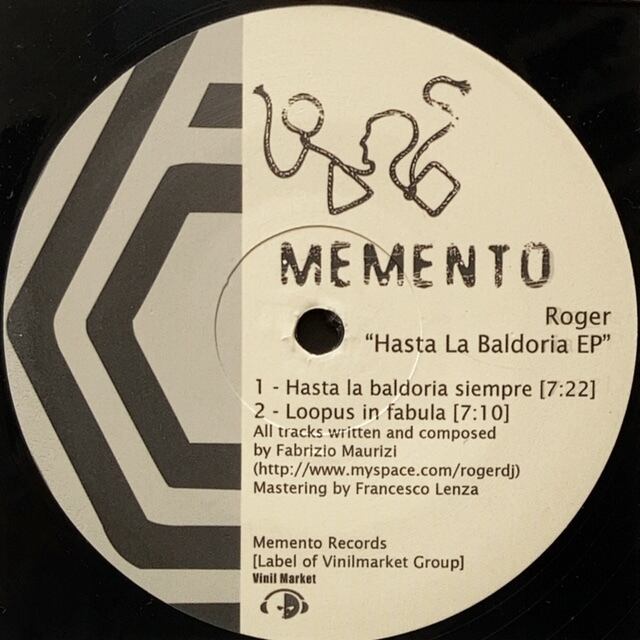 MEMENTO
Roger
“Hasta La Baldoria EP”
1 - Hasta la baldoria siempre [7:22]
2 - Loopus in fabula [7:10]
All tracks written and composed
by Fabrizio Maurizi
(http://www.myspace.com/rogerdj)
Mastering by Francesco Lenza
Memento Records
[Label of Vinilmarket Group]
Vinil Market